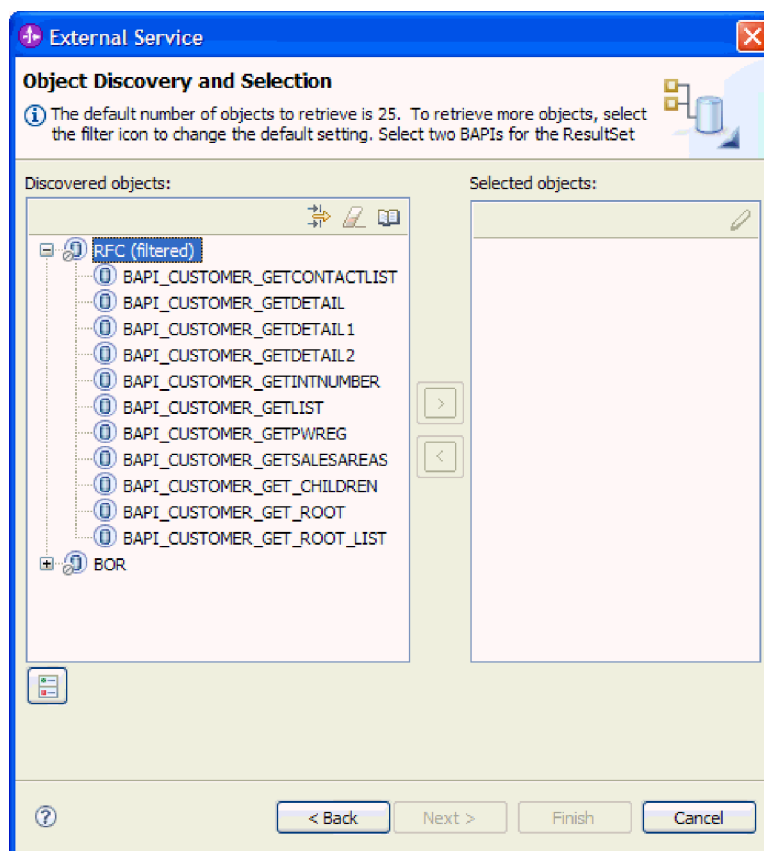 External Service
Object Discovery and Selection
The default number of objects to retrieve is 25. To retrieve more objects, select
the filter icon to change the default setting. Select two BAPIs for the ResultSet
Discovered objects:
Selected objects:
RFC (filtered)
BAPI_CUSTOMER_GETCONTACTLIST
BAPI_CUSTOMER_GETDETAIL
BAPI_CUSTOMER_GETDETAIL1
BAPI_CUSTOMER_GETDETAIL2
BAPI_CUSTOMER_GETINTNUMBER
BAPI_CUSTOMER_GETLIST
BAPI_CUSTOMER_GETPWREG
BAPI_CUSTOMER_GETSALESAREAS
BAPI_CUSTOMER_GET_CHILDREN
BAPI_CUSTOMER_GET_ROOT
BAPI_CUSTOMER_GET_ROOT_LIST
BOR
>
<
? < Back Next > Finish Cancel